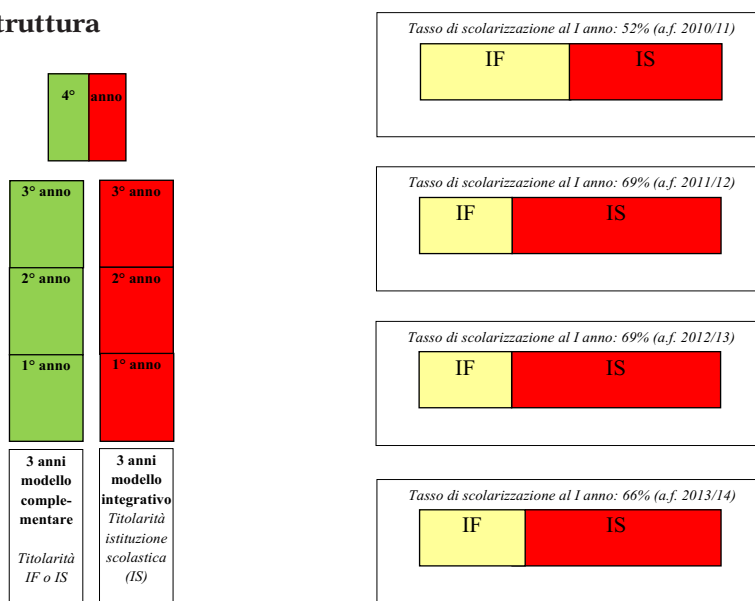 truttura
4° anno
3° anno
2° anno
1° anno
3 anni
modello
comple-
mentare
Titolarità
IF o IS
3° anno
2° anno
1° anno
3 anni
modello
integrativo
Titolarità
istituzione
scolastica
(IS)
Tasso di scolarizzazione al I anno: 52% (a.f. 2010/11)
IF IS
Tasso di scolarizzazione al I anno: 69% (a.f. 2011/12)
IF IS
Tasso di scolarizzazione al I anno: 69% (a.f. 2012/13)
IF IS
Tasso di scolarizzazione al I anno: 66% (a.f. 2013/14)
IF IS